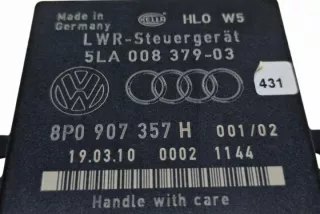 Made in Germany
HELLA
HLO W5
LWR-Steuergerät
5LA 008 379-03
431
8P0 907 357 H 001/02
19.03.10 0002 1144
Handle with care